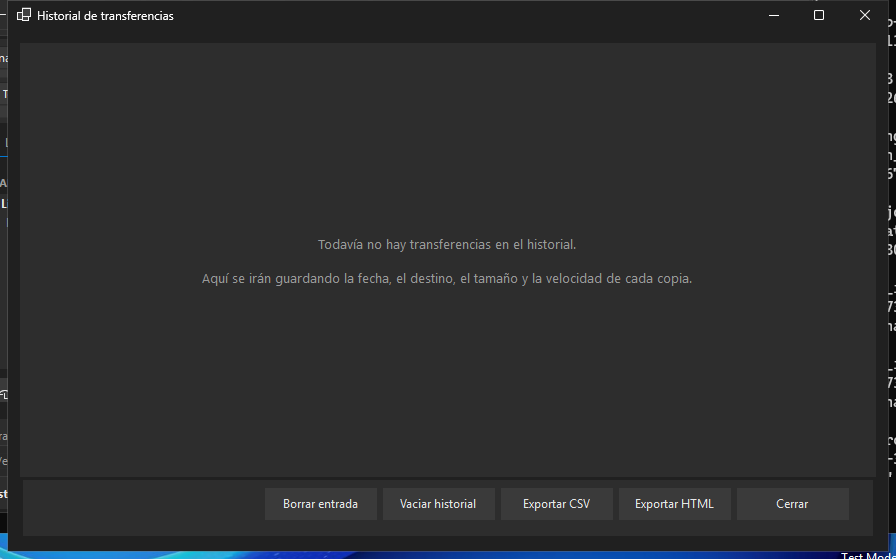 Historial de transferencias
Todavía no hay transferencias en el historial.
Aquí se irán guardando la fecha, el destino, el tamaño y la velocidad de cada copia.
Borrar entrada
Vaciar historial
Exportar CSV
Exportar HTML
Cerrar
Test Mode